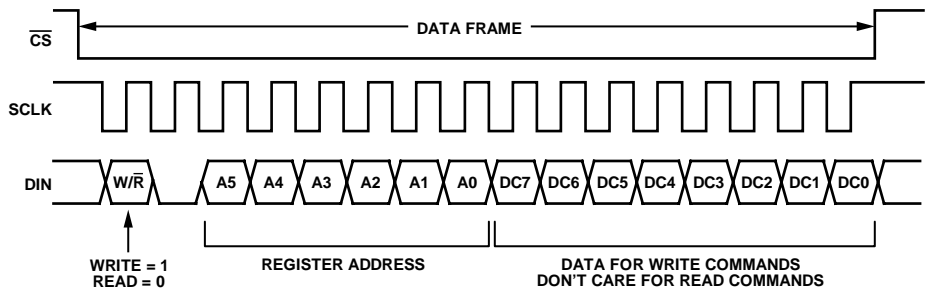 DATA FRAME
C̅S̅
SCLK
DIN W/R̅ A5 A4 A3 A2 A1 A0 DC7 DC6 DC5 DC4 DC3 DC2 DC1 DC0
WRITE = 1
READ = 0
REGISTER ADDRESS
DATA FOR WRITE COMMANDS
DON'T CARE FOR READ COMMANDS